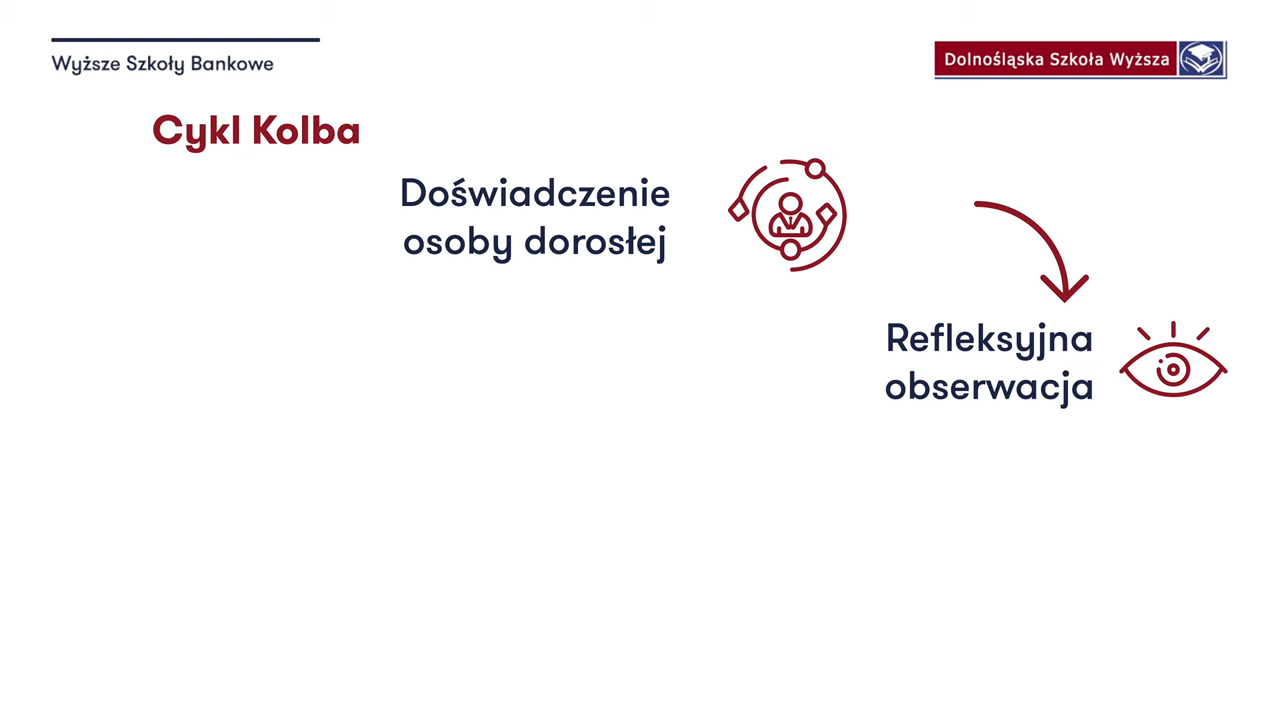 Wyższe Szkoły Bankowe
Dolnośląska Szkoła Wyższa
Cykl Kolba
Doświadczenie
osoby dorosłej
Refleksyjna
obserwacja